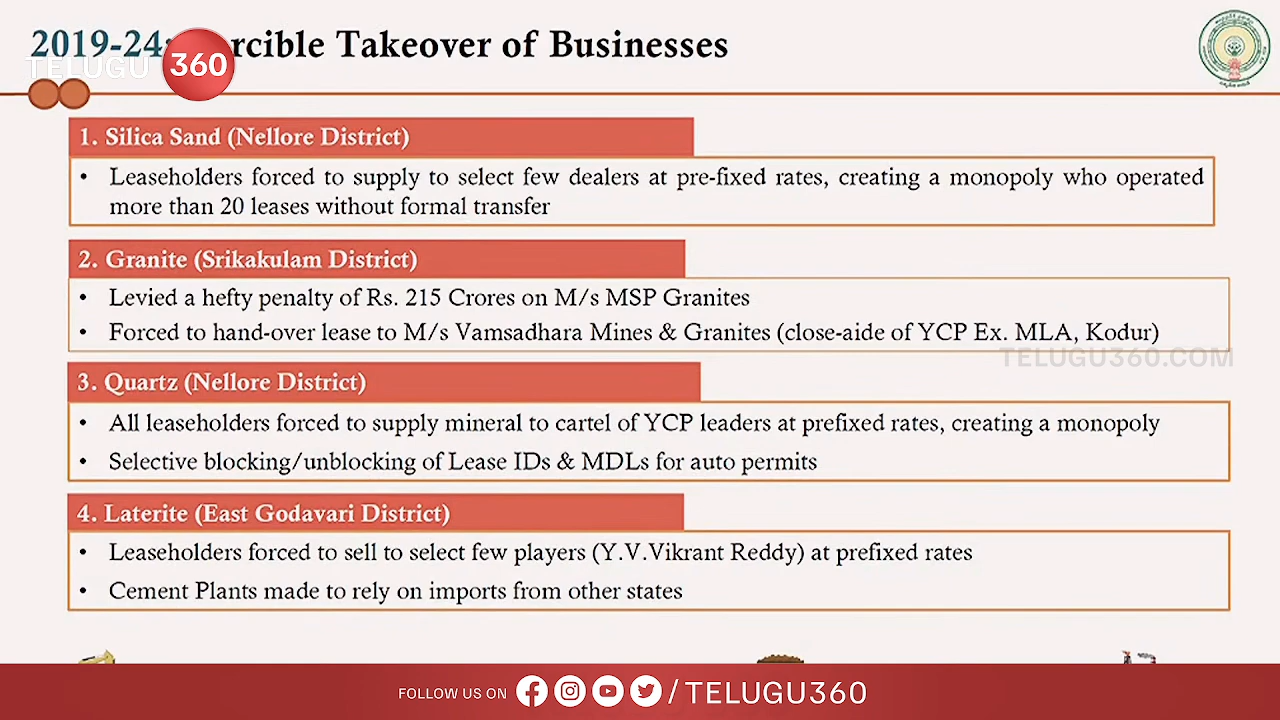 2019-24: Forcible Takeover of Businesses
TELUGU 360
1. Silica Sand (Nellore District)
• Leaseholders forced to supply to select few dealers at pre-fixed rates, creating a monopoly who operated
more than 20 leases without formal transfer
2. Granite (Srikakulam District)
• Levied a hefty penalty of Rs. 215 Crores on M/s MSP Granites
• Forced to hand-over lease to M/s Vamsadhara Mines & Granites (close-aide of YCP Ex. MLA, Kodur)
TELUGU360.COM
3. Quartz (Nellore District)
• All leaseholders forced to supply mineral to cartel of YCP leaders at prefixed rates, creating a monopoly
• Selective blocking/unblocking of Lease IDs & MDLs for auto permits
4. Laterite (East Godavari District)
• Leaseholders forced to sell to select few players (Y.V.Vikrant Reddy) at prefixed rates
• Cement Plants made to rely on imports from other states
FOLLOW US ON / TELUGU360